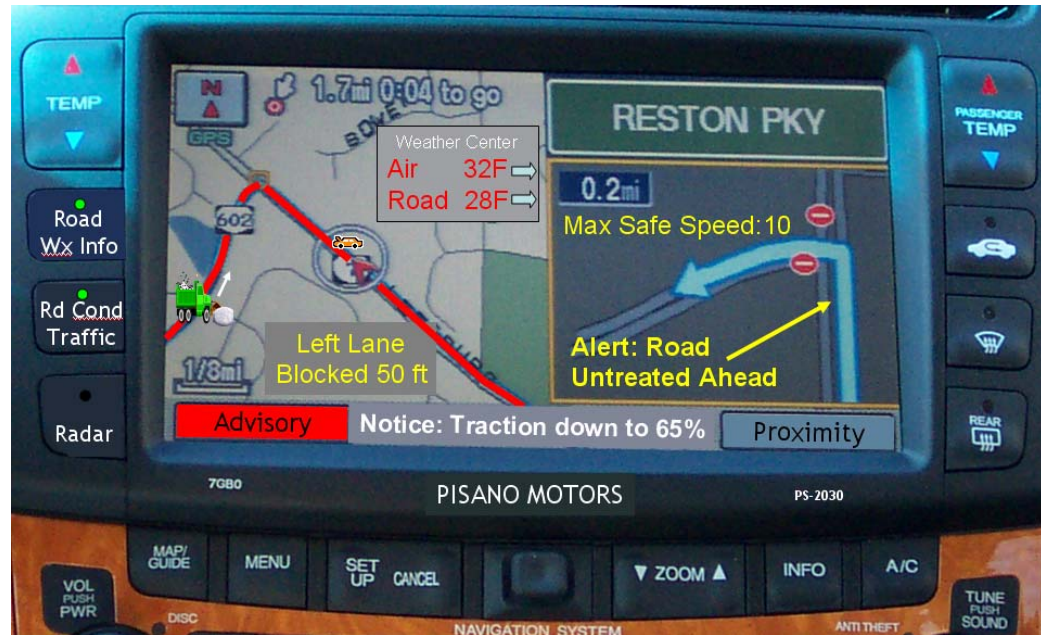 TEMP
Road
Wx Info
Rd Cond
Traffic
Radar
N
GPS
1.7mi 0:04 to go
Weather Center
Air 32F
Road 28F
602
Left Lane
Blocked 50 ft
1/8mi
RESTON PKY
0.2mi
Max Safe Speed:10
Alert: Road
Untreated Ahead
Advisory
Notice: Traction down to 65%
Proximity
PASSENGER
TEMP
REAR
7GB0
PISANO MOTORS
PS-2030
MAP/
GUIDE
MENU
SET
UP
CANCEL
▼ ZOOM ▲
INFO
A/C
VOL
PUSH
PWR
DISC
NAVIGATION SYSTEM
ANTI THEFT
TUNE
PUSH
SOUND